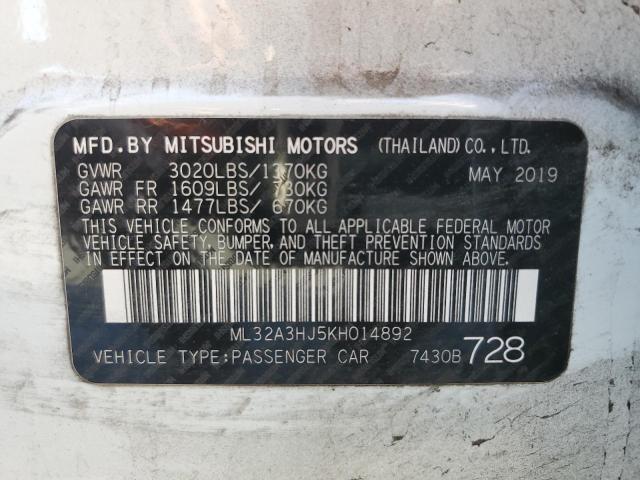 MFD.BY MITSUBISHI MOTORS (THAILAND) CO., LTD.
GVWR 3020LBS/1370KG MAY 2019
GAWR FR 1609LBS/ 730KG
GAWR RR 1477LBS/ 670KG
THIS VEHICLE CONFORMS TO ALL APPLICABLE FEDERAL MOTOR
VEHICLE SAFETY, BUMPER, AND THEFT PREVENTION STANDARDS
IN EFFECT ON THE DATE OF MANUFACTURE SHOWN ABOVE.
ML32A3HJ5KH014892
VEHICLE TYPE:PASSENGER CAR 7430B 728